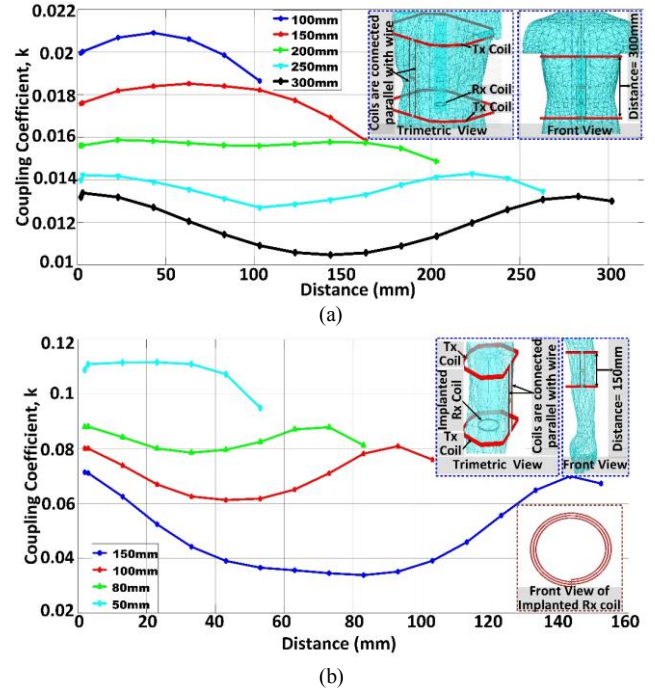 (a)
0.022
0.02
0.018
0.016
0.014
0.012
0.01
Coupling Coefficient, k
0
50
100
150
200
250
300
Distance (mm)
100mm
150mm
200mm
250mm
300mm
Coils are connected
parallel with wire
Tx Coil
Rx Coil
Tx Coil
Trimetric View
Distance= 300mm
Front View
(a)
0.12
0.1
0.08
0.06
0.04
0.02
Coupling Coefficient, k
0
20
40
60
80
100
120
140
160
Distance (mm)
150mm
100mm
80mm
50mm
Tx
Coil
Implanted
Rx Coil
Tx
Coil
Coils are connected
parallel with wire
Trimetric View
Distance= 150mm
Front View
Front View of
Implanted Rx coil
(b)
(b)